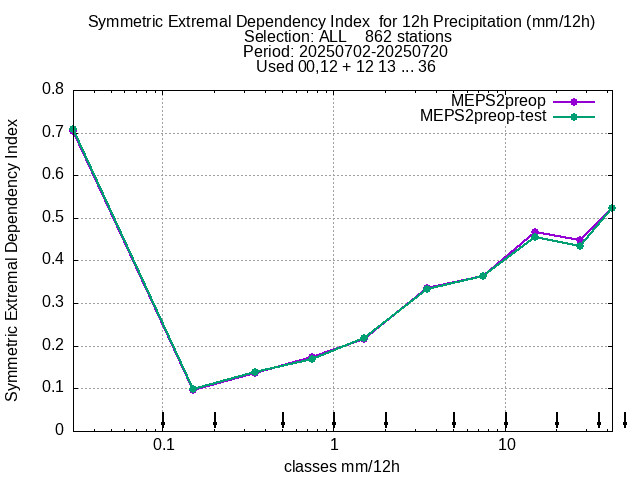 Symmetric Extremal Dependency Index  for 12h Precipitation (mm/12h)
Selection: ALL    862 stations
Period: 20250702-20250720
Used 00,12 + 12 13 ... 36
MEPS2preop
MEPS2preop-test
0.8
0.7
0.6
0.5
0.4
0.3
0.2
0.1
0
Symmetric Extremal Dependency Index
0.1
1
10
classes mm/12h